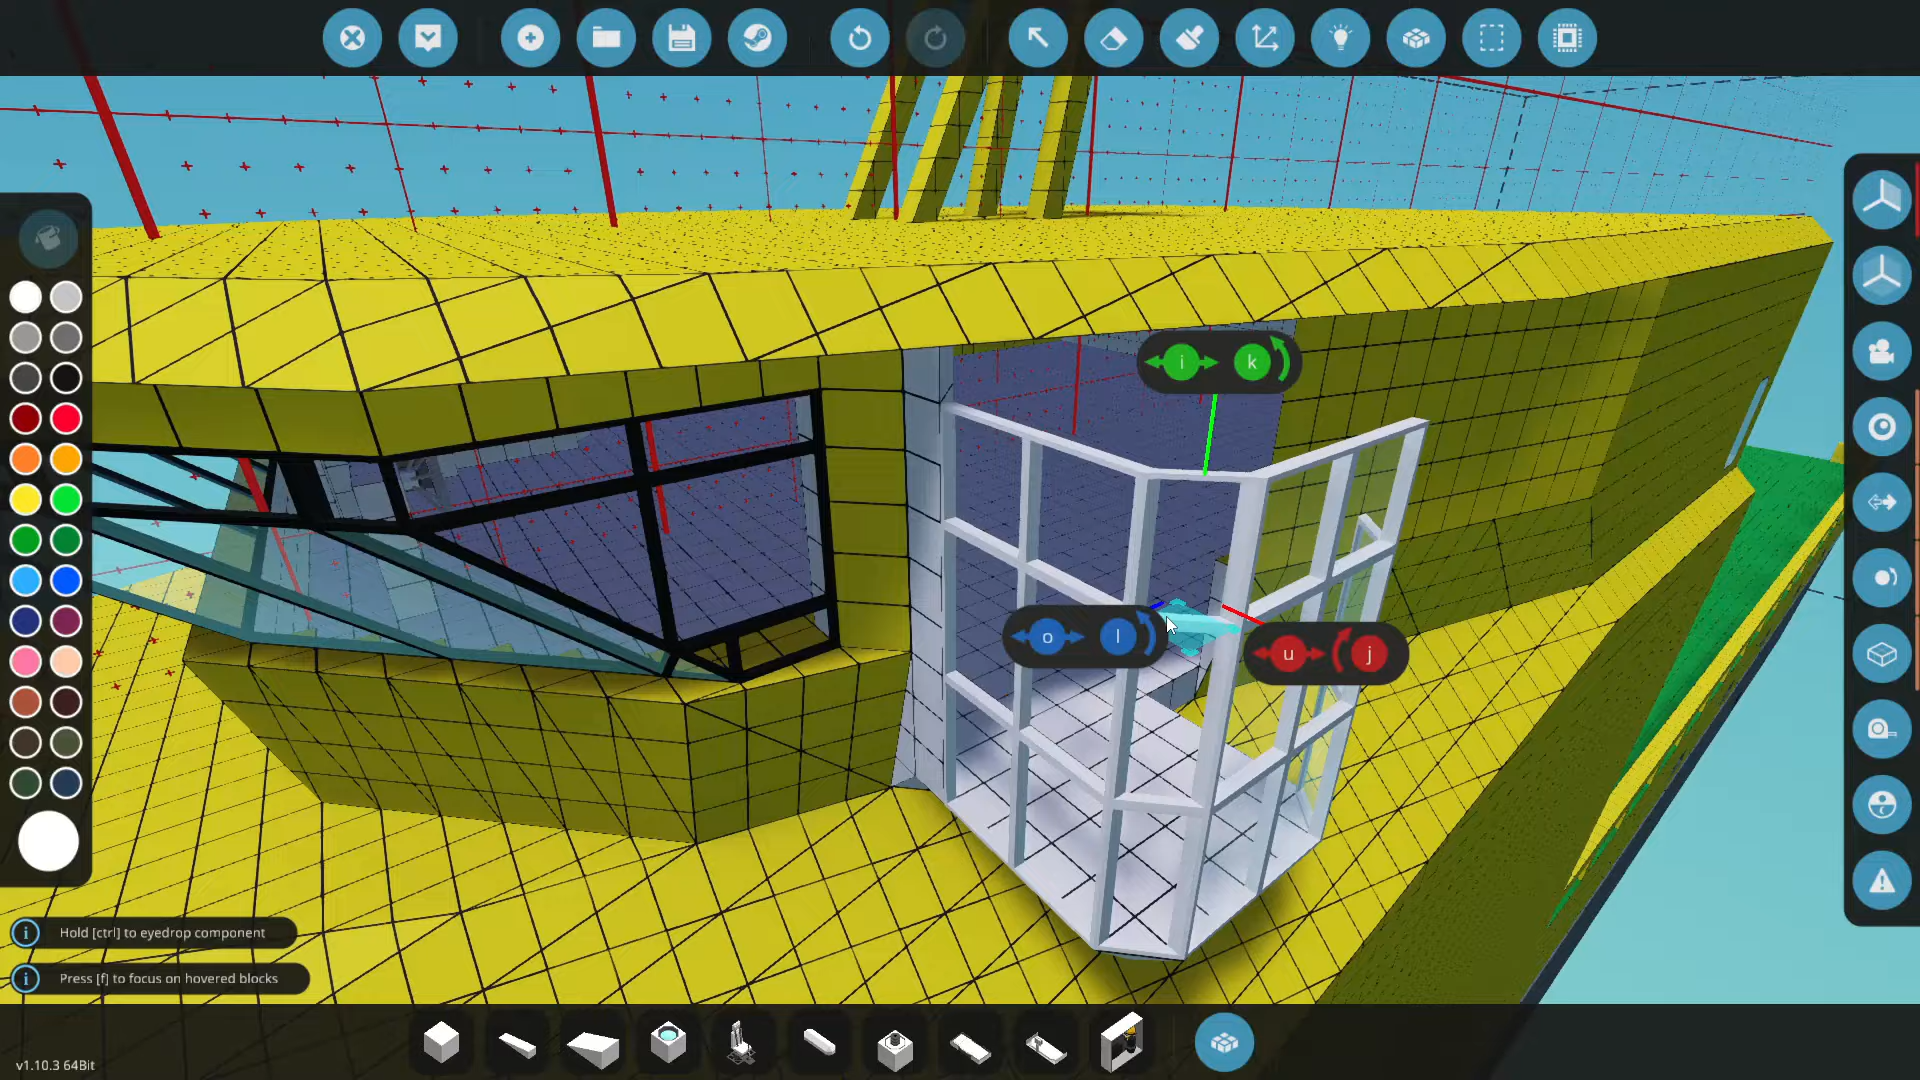 i k
o l
u j
Hold [ctrl] to eyedrop component
Press [f] to focus on hovered blocks
v1.10.3 64Bit